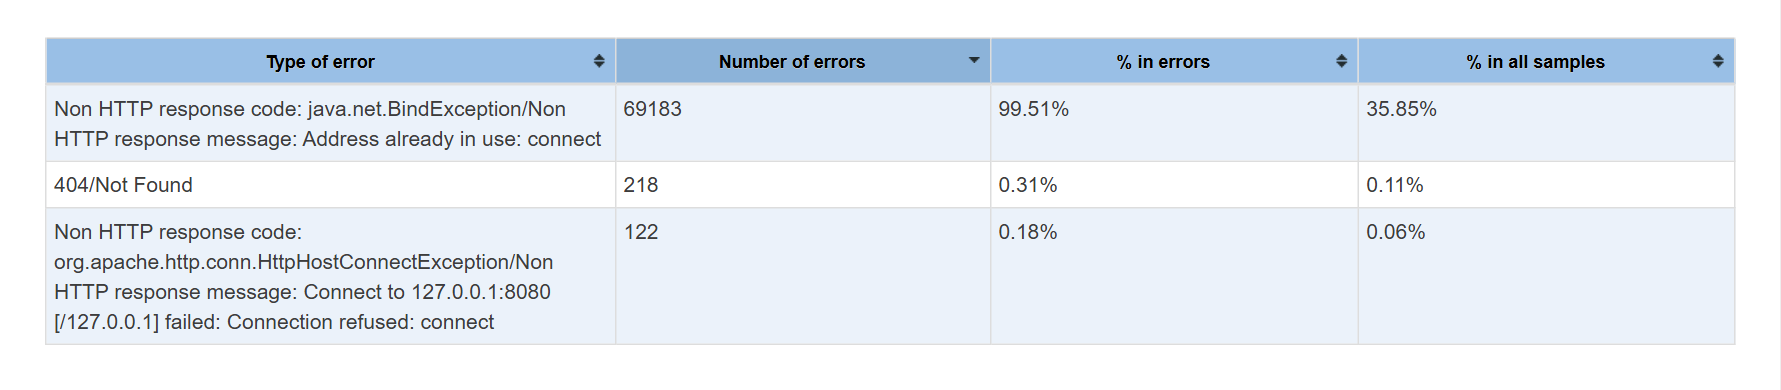 Type of error Number of errors % in errors % in all samples
Non HTTP response code: java.net.BindException/Non 69183 99.51% 35.85%
HTTP response message: Address already in use: connect
404/Not Found 218 0.31% 0.11%
Non HTTP response code: 122 0.18% 0.06%
org.apache.http.conn.HttpHostConnectException/Non
HTTP response message: Connect to 127.0.0.1:8080
[/127.0.0.1] failed: Connection refused: connect